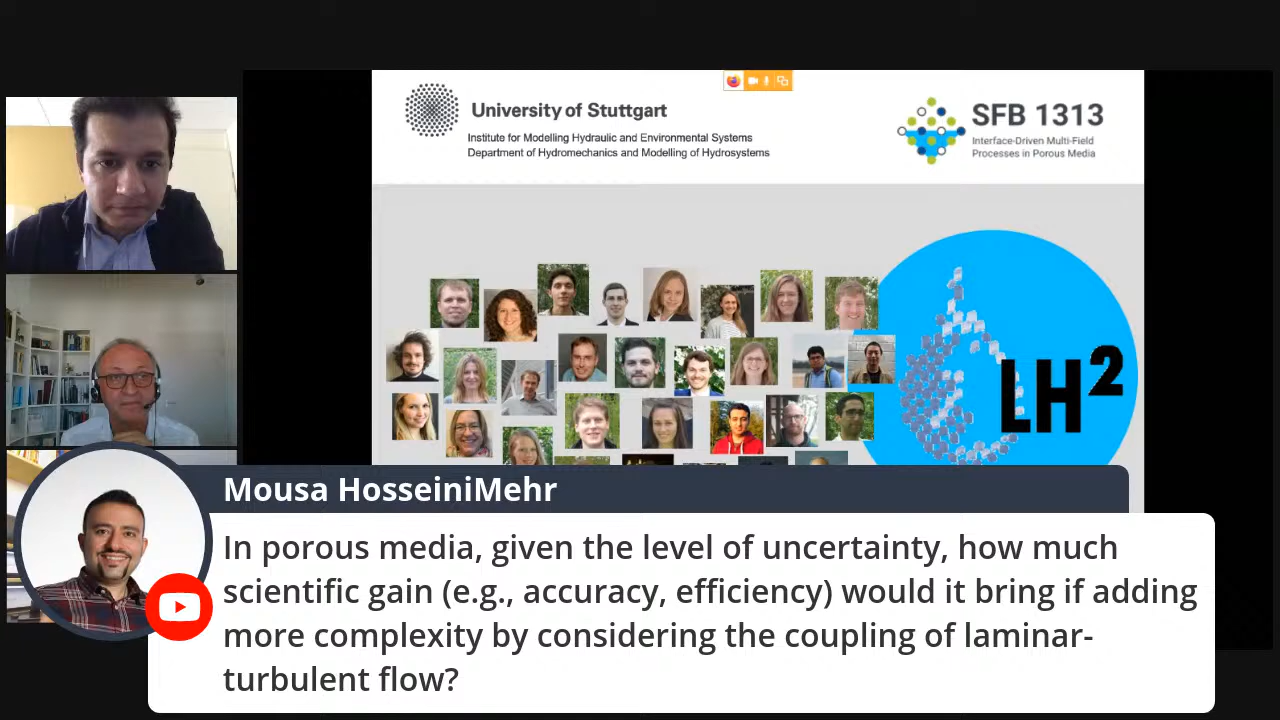 University of Stuttgart
Institute for Modelling Hydraulic and Environmental Systems
Department of Hydromechanics and Modelling of Hydrosystems
SFB 1313
Interface-Driven Multi-Field
Processes in Porous Media
LH²
Mousa HosseiniMehr
In porous media, given the level of uncertainty, how much
scientific gain (e.g., accuracy, efficiency) would it bring if adding
more complexity by considering the coupling of laminar-
turbulent flow?